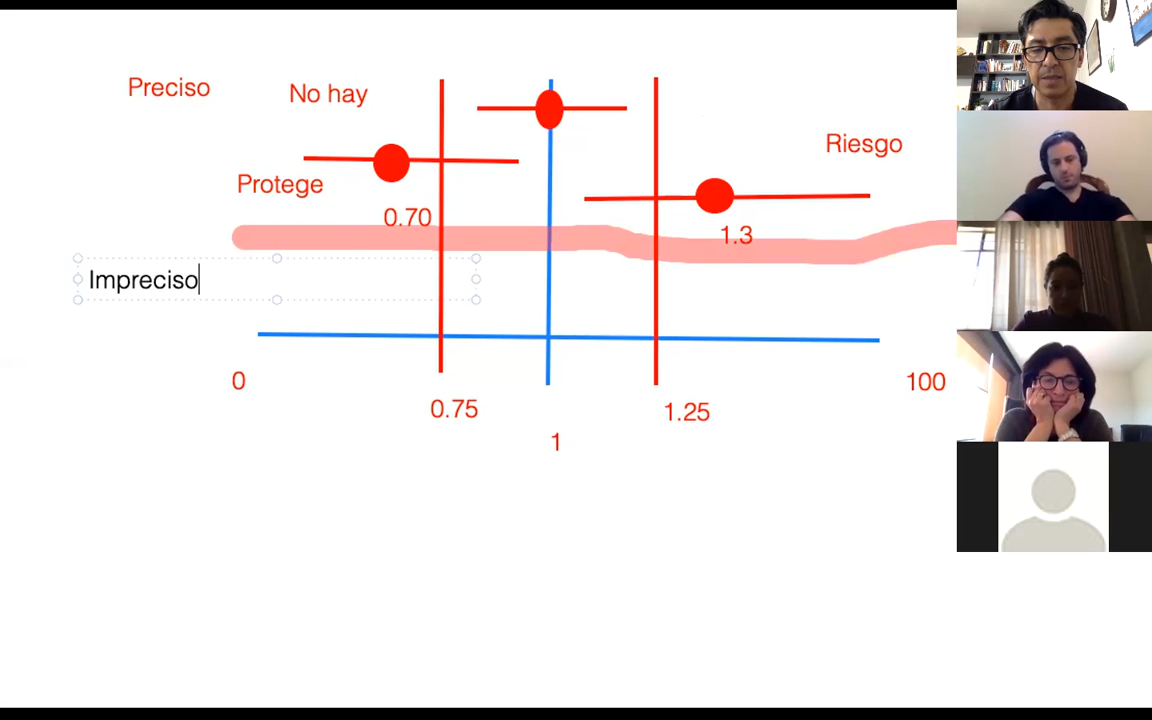 Preciso
No hay
Riesgo
Protege
0.70
1.3
Impreciso
0
100
0.75
1.25
1